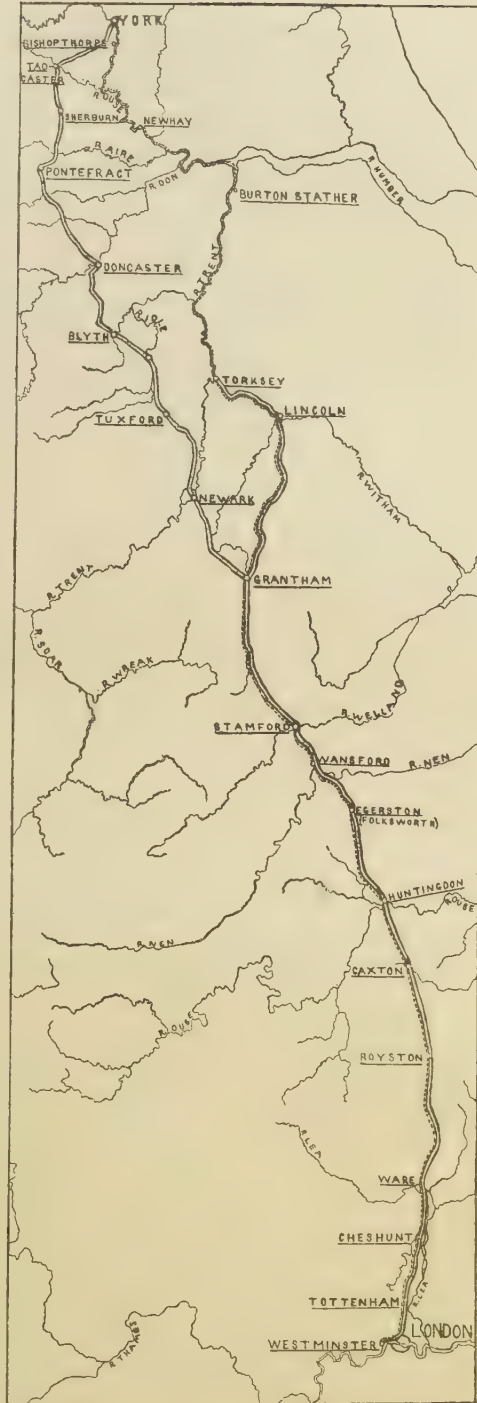 YORK
BISHOPTHORPE
TAD
CASTER
R OUSE
SHERBURN
NEWHAY
R. AIRE
PONTEFRACT
R. DON
R. HUMBER
BURTON STATHER
R. TRENT
DONCASTER
R. IDLE
BLYTH
TORKSEY
LINCOLN
TUXFORD
R WITHAM
NEWARK
GRANTHAM
R. TRENT
R. SOAR
R WREAK
R. WELLAND
STAMFORD
WANSFORD
R. NEN
EGERSTON
(FOLKSWORTH)
HUNTINGDON
R OUSE
R. NEN
CAXTON
R. OUSE
ROYSTON
R LEA
WARE
CHESHUNT
R. LEA
TOTTENHAM
LONDON
WESTMINSTER
R THAMES